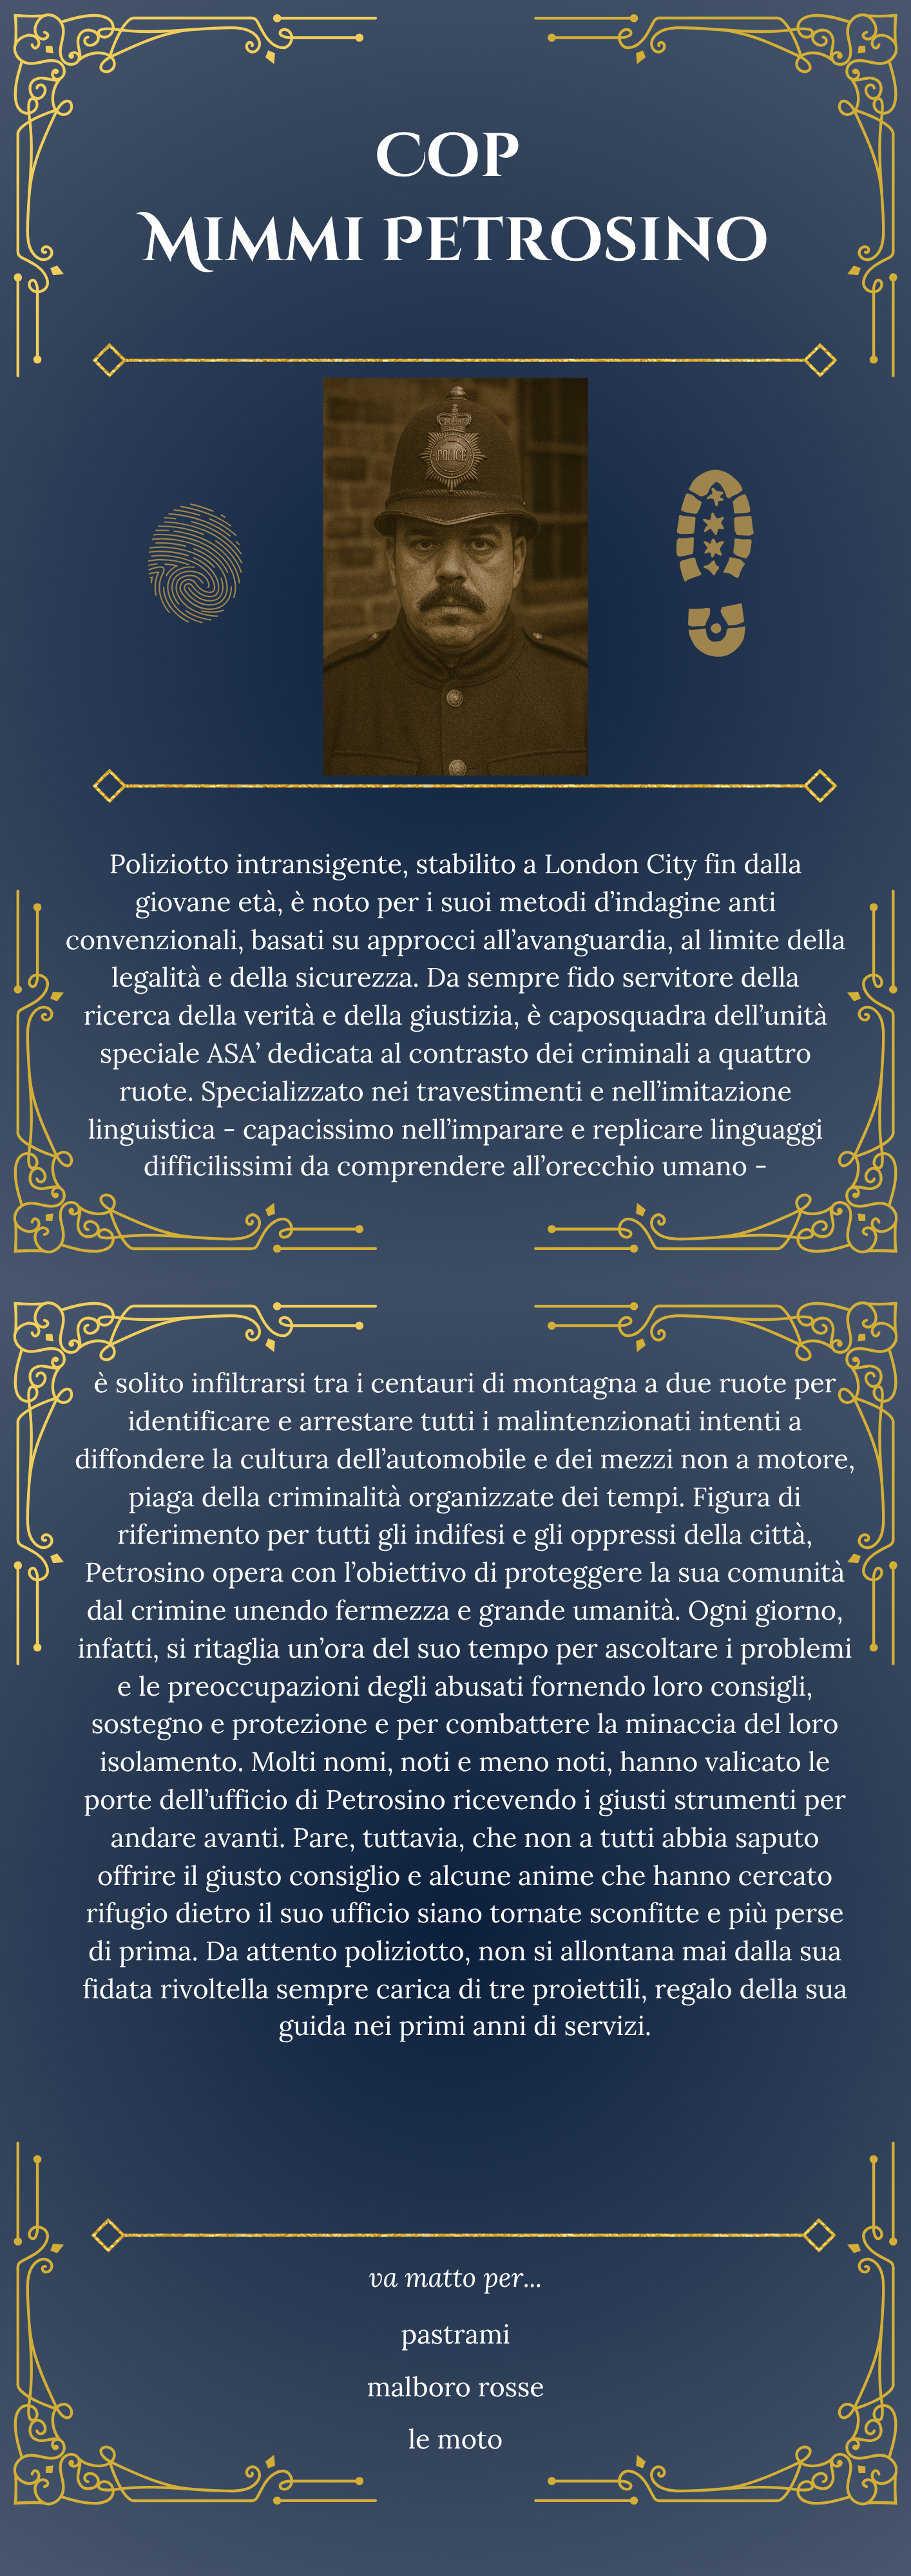 COP
MIMMI PETROSINO
POLICE
Poliziotto intransigente, stabilito a London City fin dalla
giovane età, è noto per i suoi metodi d’indagine anti
convenzionali, basati su approcci all’avanguardia, al limite della
legalità e della sicurezza. Da sempre fido servitore della
ricerca della verità e della giustizia, è caposquadra dell’unità
speciale ASA’ dedicata al contrasto dei criminali a quattro
ruote. Specializzato nei travestimenti e nell’imitazione
linguistica - capacissimo nell’imparare e replicare linguaggi
difficilissimi da comprendere all’orecchio umano -
è solito infiltrarsi tra i centauri di montagna a due ruote per
identificare e arrestare tutti i malintenzionati intenti a
diffondere la cultura dell’automobile e dei mezzi non a motore,
piaga della criminalità organizzate dei tempi. Figura di
riferimento per tutti gli indifesi e gli oppressi della città,
Petrosino opera con l’obiettivo di proteggere la sua comunità
dal crimine unendo fermezza e grande umanità. Ogni giorno,
infatti, si ritaglia un’ora del suo tempo per ascoltare i problemi
e le preoccupazioni degli abusati fornendo loro consigli,
sostegno e protezione e per combattere la minaccia del loro
isolamento. Molti nomi, noti e meno noti, hanno valicato le
porte dell’ufficio di Petrosino ricevendo i giusti strumenti per
andare avanti. Pare, tuttavia, che non a tutti abbia saputo
offrire il giusto consiglio e alcune anime che hanno cercato
rifugio dietro il suo ufficio siano tornate sconfitte e più perse
di prima. Da attento poliziotto, non si allontana mai dalla sua
fidata rivoltella sempre carica di tre proiettili, regalo della sua
guida nei primi anni di servizi.
va matto per...
pastrami
malboro rosse
le moto